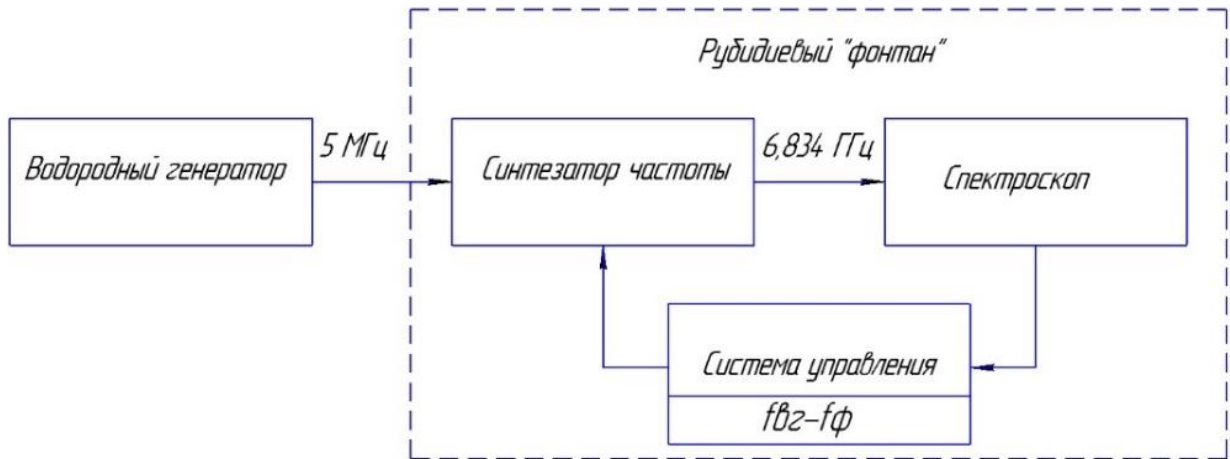 Рубидиевый "фонтан"
Водородный генератор
5 МГц
Синтезатор частоты
6,834 ГГц
Спектроскоп
Система управления
fвг-fф